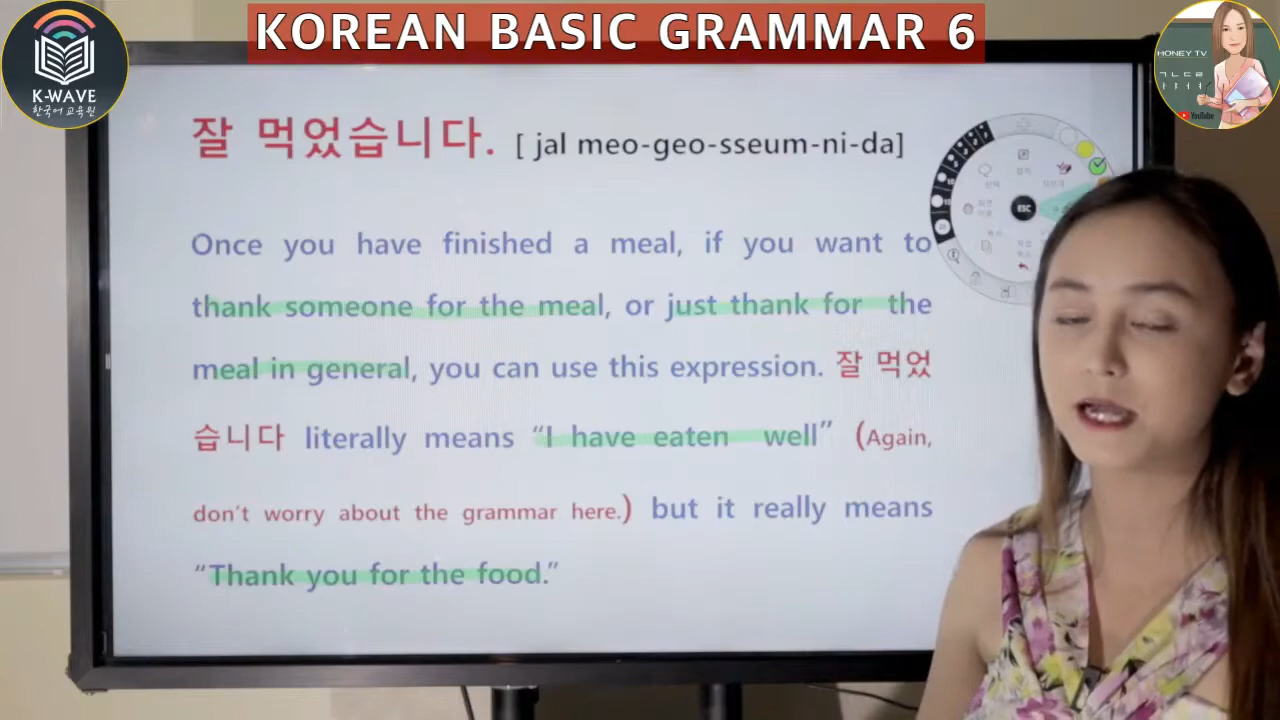 KOREAN BASIC GRAMMAR 6
K-WAVE
한국어 교육원
HONEY TV
ㄱㄴㄷㄹ
ㅏㅑㅓㅕ
YouTube
잘 먹었습니다. [ jal meo-geo-sseum-ni-da]
ESC
Once you have finished a meal, if you want to
thank someone for the meal, or just thank for the
meal in general, you can use this expression. 잘 먹었
습니다 literally means “I have eaten well” (Again,
don’t worry about the grammar here.) but it really means
“Thank you for the food.”